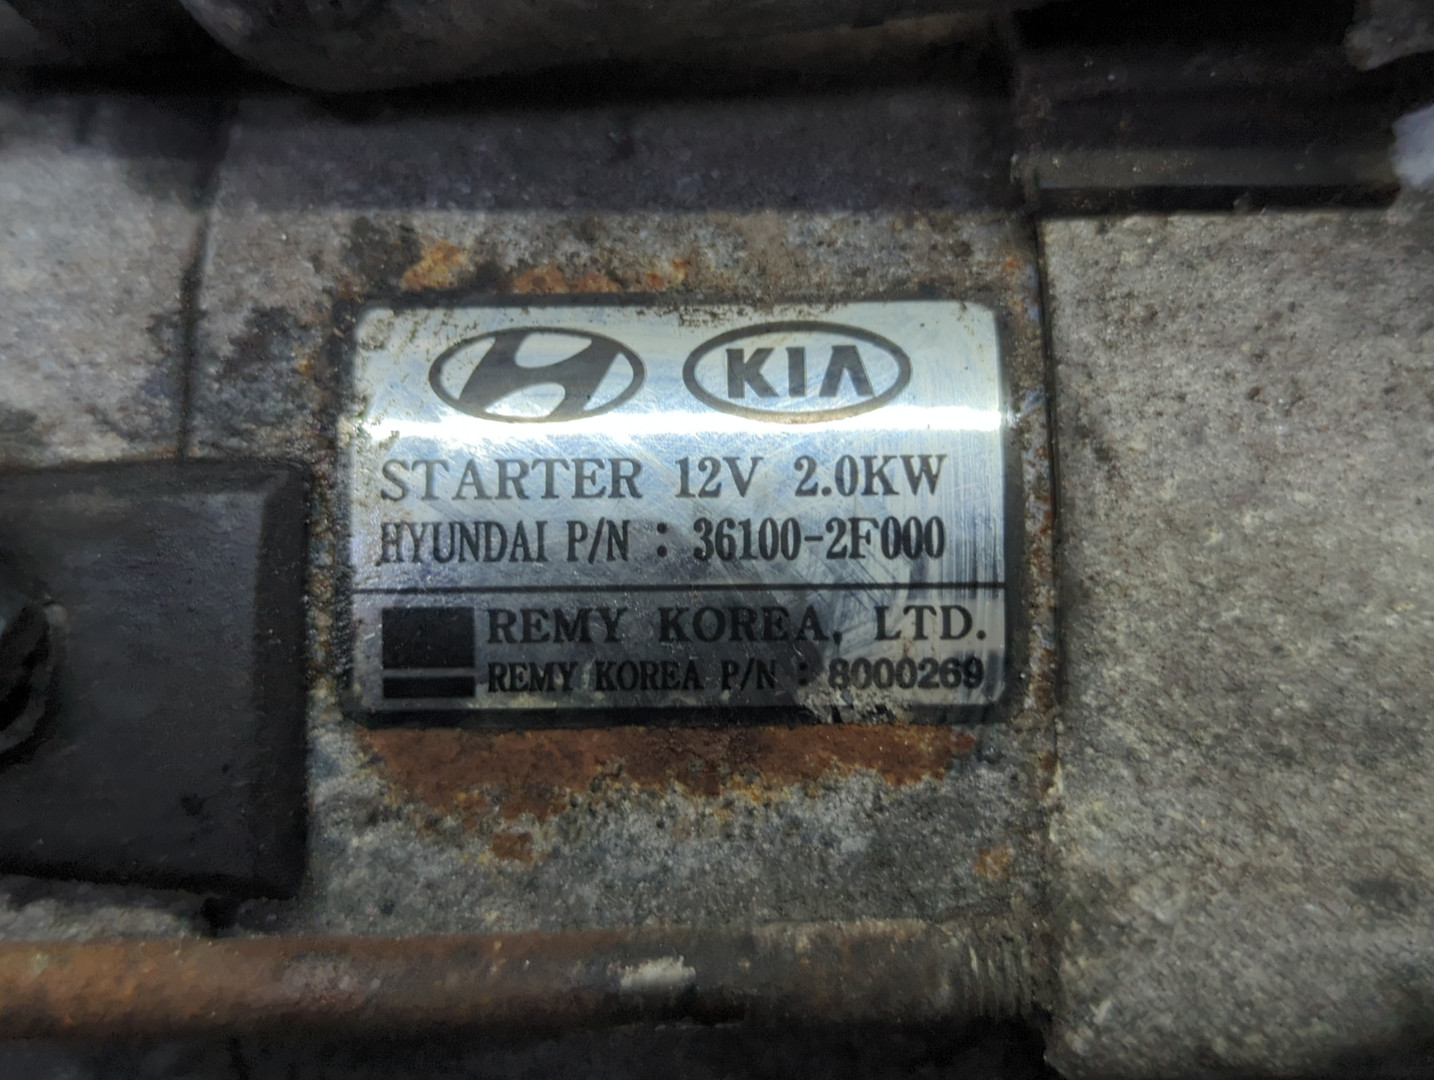 KIA
STARTER 12V 2.0KW
HYUNDAI P/N : 36100-2F000
REMY KOREA, LTD.
REMY KOREA P/N : 8000269